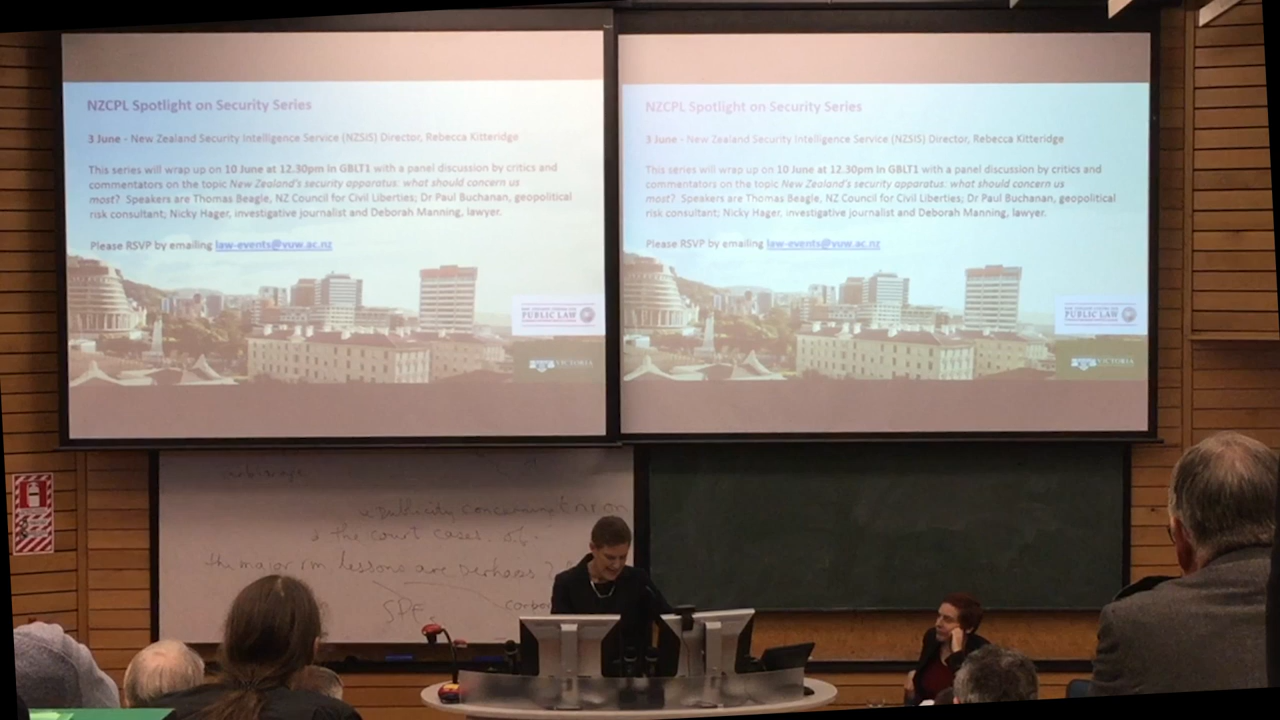 NZCPL Spotlight on Security Series
3 June - New Zealand Security Intelligence Service (NZSIS) Director, Rebecca Kitteridge
This series will wrap up on 10 June at 12.30pm in GBLT1 with a panel discussion by critics and
commentators on the topic New Zealand's security apparatus: what should concern us
most? Speakers are Thomas Beagle, NZ Council for Civil Liberties; Dr Paul Buchanan, geopolitical
risk consultant; Nicky Hager, investigative journalist and Deborah Manning, lawyer.
Please RSVP by emailing law-events@vuw.ac.nz
PUBLIC LAW
VICTORIA
NZCPL Spotlight on Security Series
3 June - New Zealand Security Intelligence Service (NZSIS) Director, Rebecca Kitteridge
This series will wrap up on 10 June at 12.30pm in GBLT1 with a panel discussion by critics and
commentators on the topic New Zealand's security apparatus: what should concern us
most? Speakers are Thomas Beagle, NZ Council for Civil Liberties; Dr Paul Buchanan, geopolitical
risk consultant; Nicky Hager, investigative journalist and Deborah Manning, lawyer.
Please RSVP by emailing law-events@vuw.ac.nz
PUBLIC LAW
VICTORIA
publicity concerning Enron
the court cases.
the major rm lessons are perhaps?
SPE